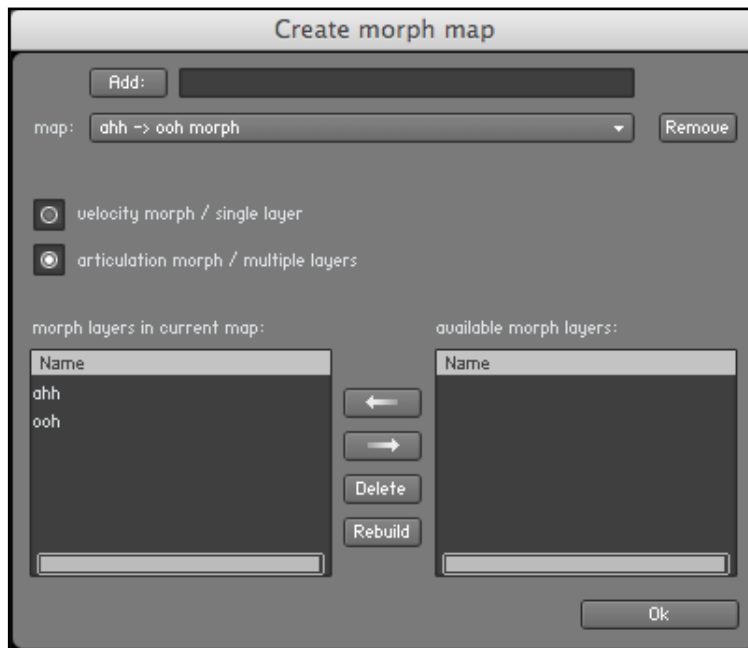 Create morph map
Add:
map: ahh -> ooh morph Remove
velocity morph / single layer
articulation morph / multiple layers
morph layers in current map: available morph layers:
Name Name
ahh
ooh
Delete
Rebuild
Ok